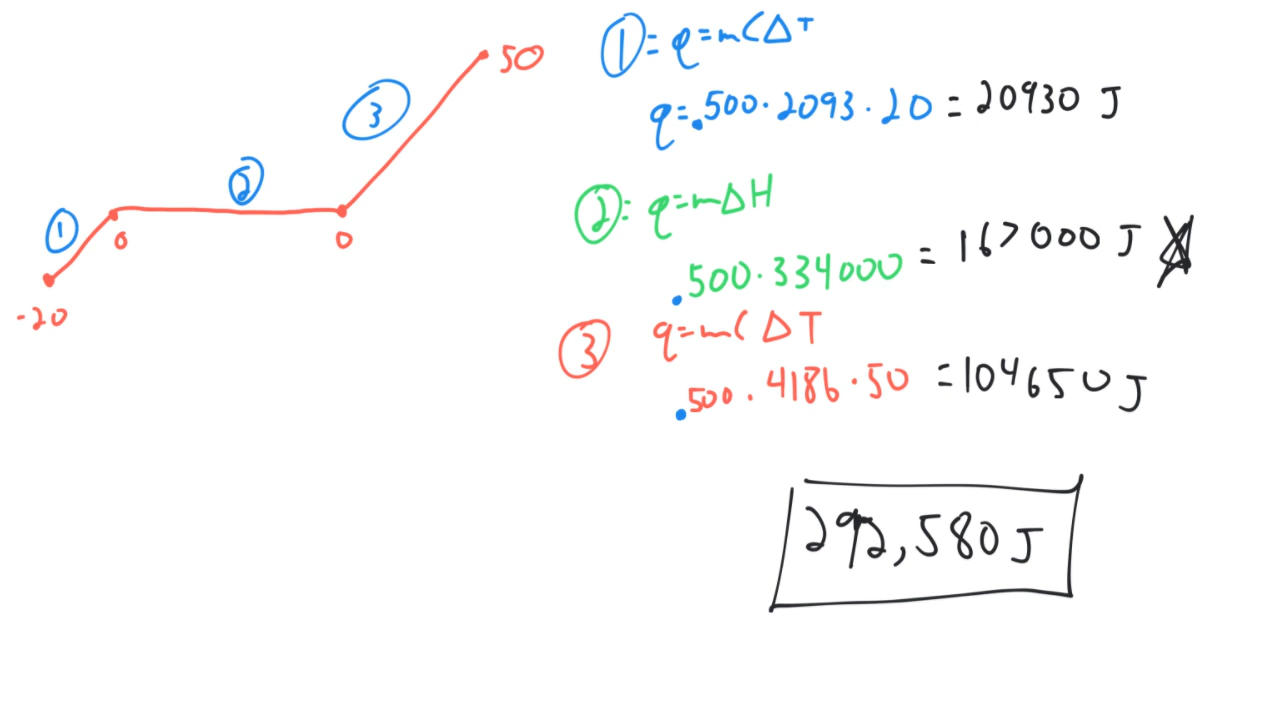 50
③
②
①
0
0
-20
①= q=mCΔT
q=.500·2093·20 = 20930 J
②: q=mΔH
.500·334000 = 167000 J
③ q=mCΔT
.500·4186·50 = 104650 J
292,580 J